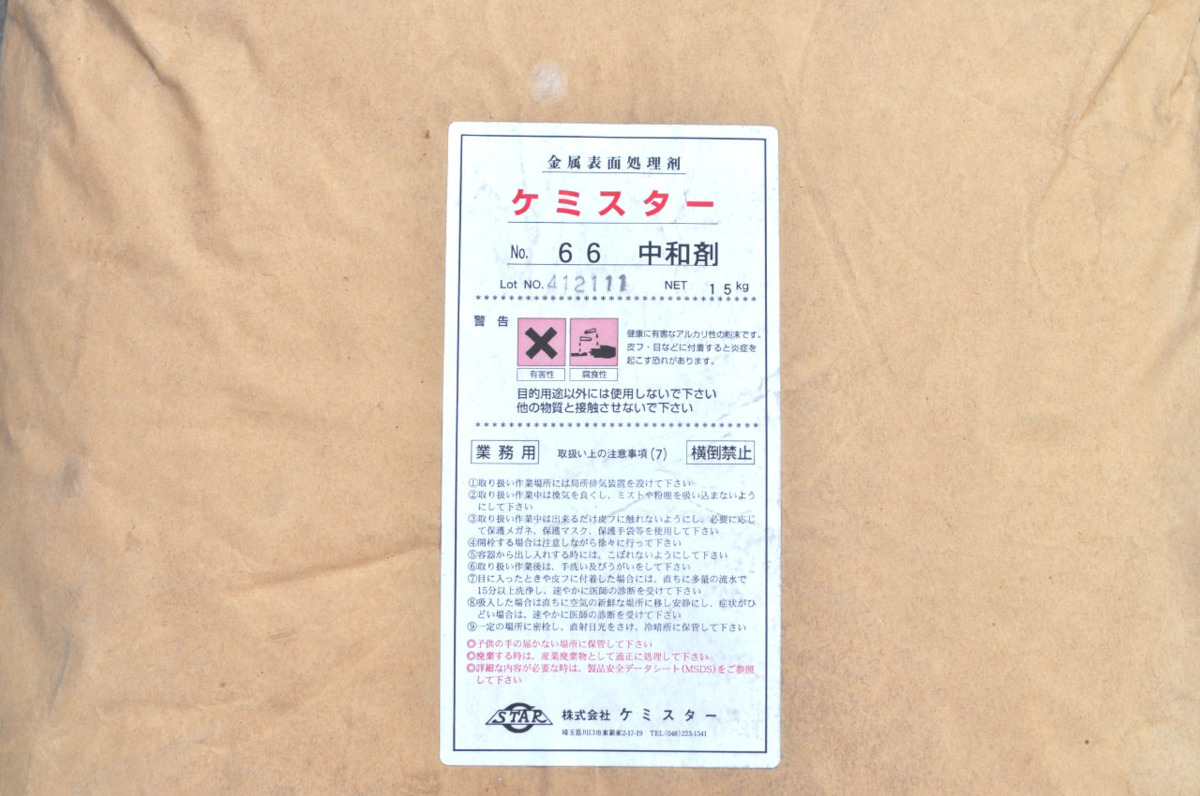 金属表面処理剤
ケミスター
No. 66 中和剤
Lot NO. 412111 NET 15kg
警告
有害性
腐食性
健康に有害なアルカリ性の粉末です。
皮フ・目などに付着すると炎症を
起こす恐れがあります。
目的用途以外には使用しないで下さい
他の物質と接触させないで下さい
業務用 取扱い上の注意事項(7) 横倒禁止
①取り扱い作業場所には局所排気装置を設けて下さい
②取り扱い作業中は換気を良くし、ミストや粉塵を吸い込まないよう
にして下さい
③取り扱い作業中は出来るだけ皮フに触れないようにし、必要に応じ
て保護メガネ、保護マスク、保護手袋等を使用して下さい
④開栓する場合は注意しながら徐々に行って下さい
⑤容器から出し入れする時には、こぼれないようにして下さい
⑥取り扱い作業後は、手洗い及びうがいをして下さい
⑦目に入ったときや皮フに付着した場合には、直ちに多量の流水で
15分以上洗浄し、速やかに医師の診断を受けて下さい
⑧吸入した場合は直ちに空気の新鮮な場所に移し安静にし、症状がひ
どい場合は、速やかに医師の診断を受けて下さい
⑨一定の場所に密栓し、直射日光をさけ、冷暗所に保管して下さい
◎子供の手の届かない場所に保管して下さい
◎廃棄する時は、産業廃棄物として適正に処理して下さい
◎詳細な内容が必要な時は、製品安全データシート(MSDS)をご参照
して下さい
STAR 株式会社 ケミスター
埼玉県川口市東領家2-17-19 TEL(048)223-1541